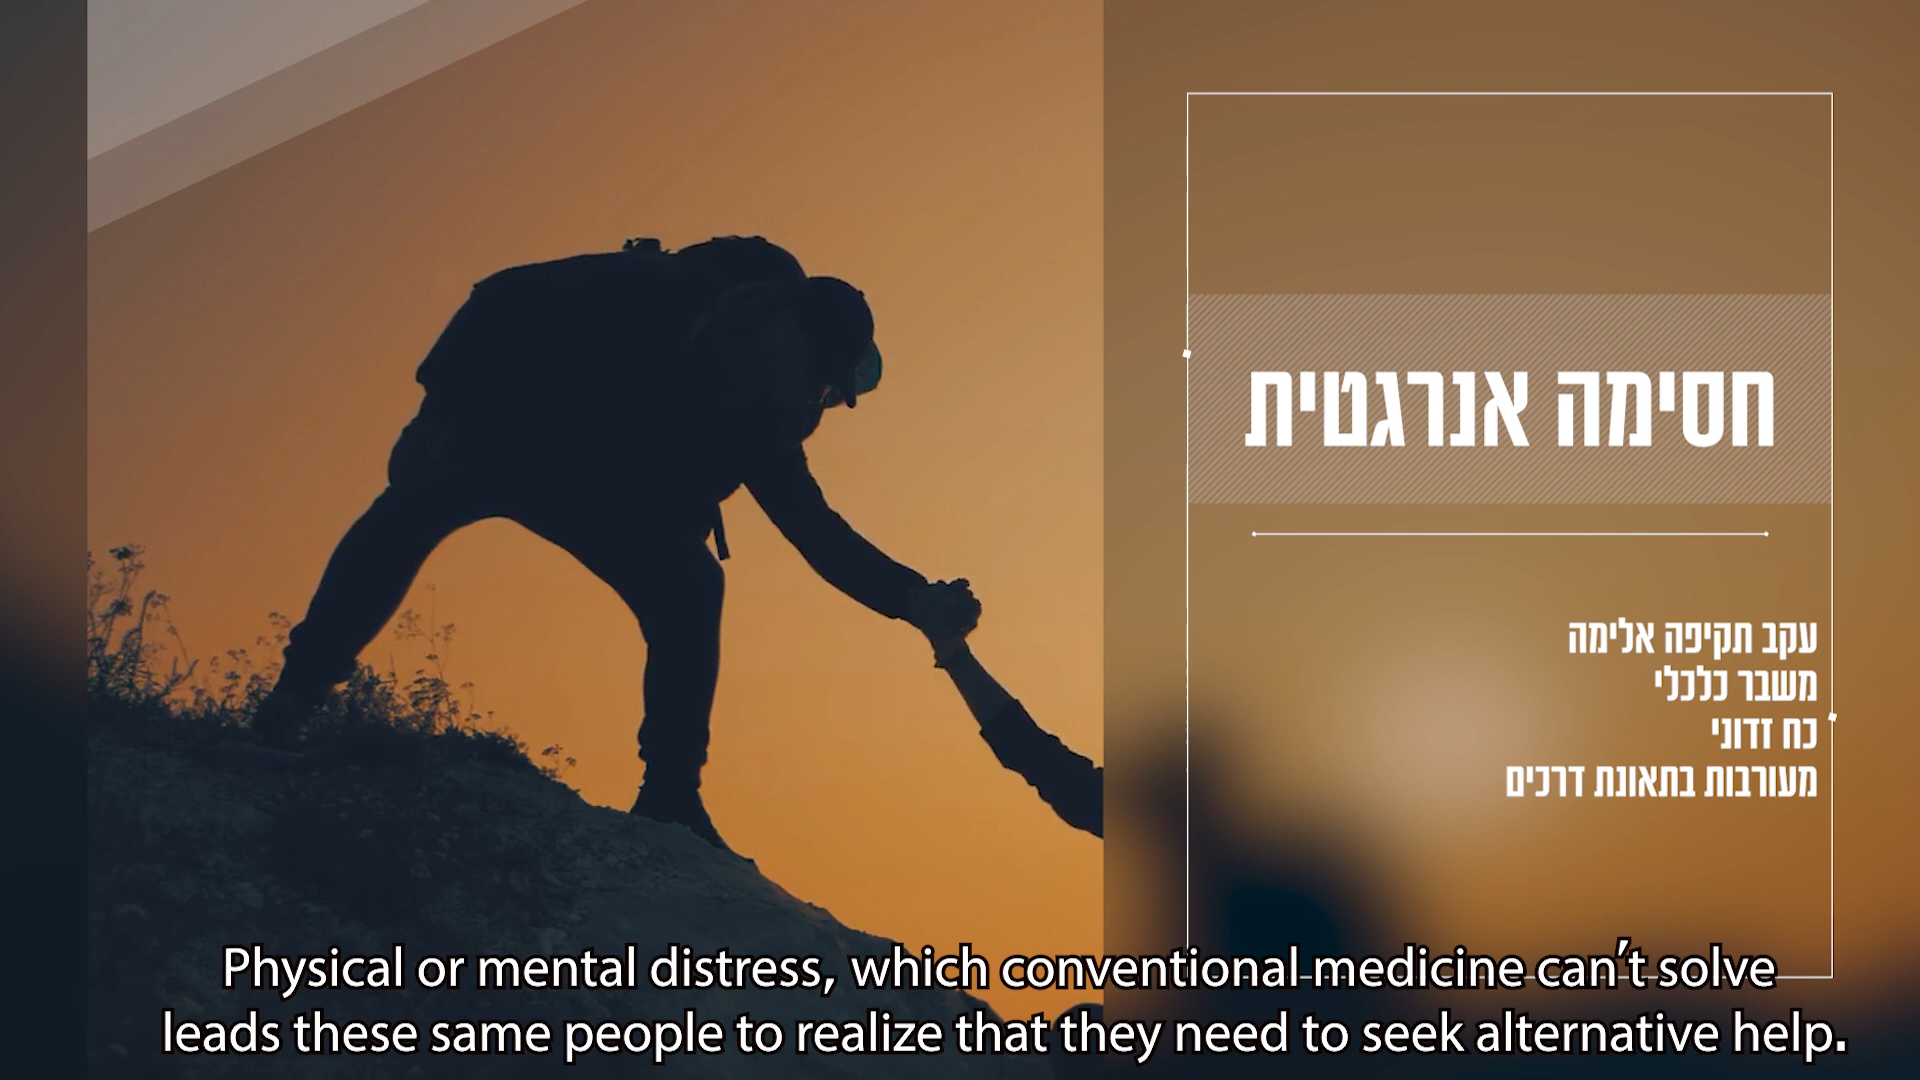 חסימה אנרגטית
עקב תקיפה אלימה
משבר כלכלי
כח זדוני
מעורבות בתאונת דרכים
Physical or mental distress, which conventional medicine can't solve
leads these same people to realize that they need to seek alternative help.